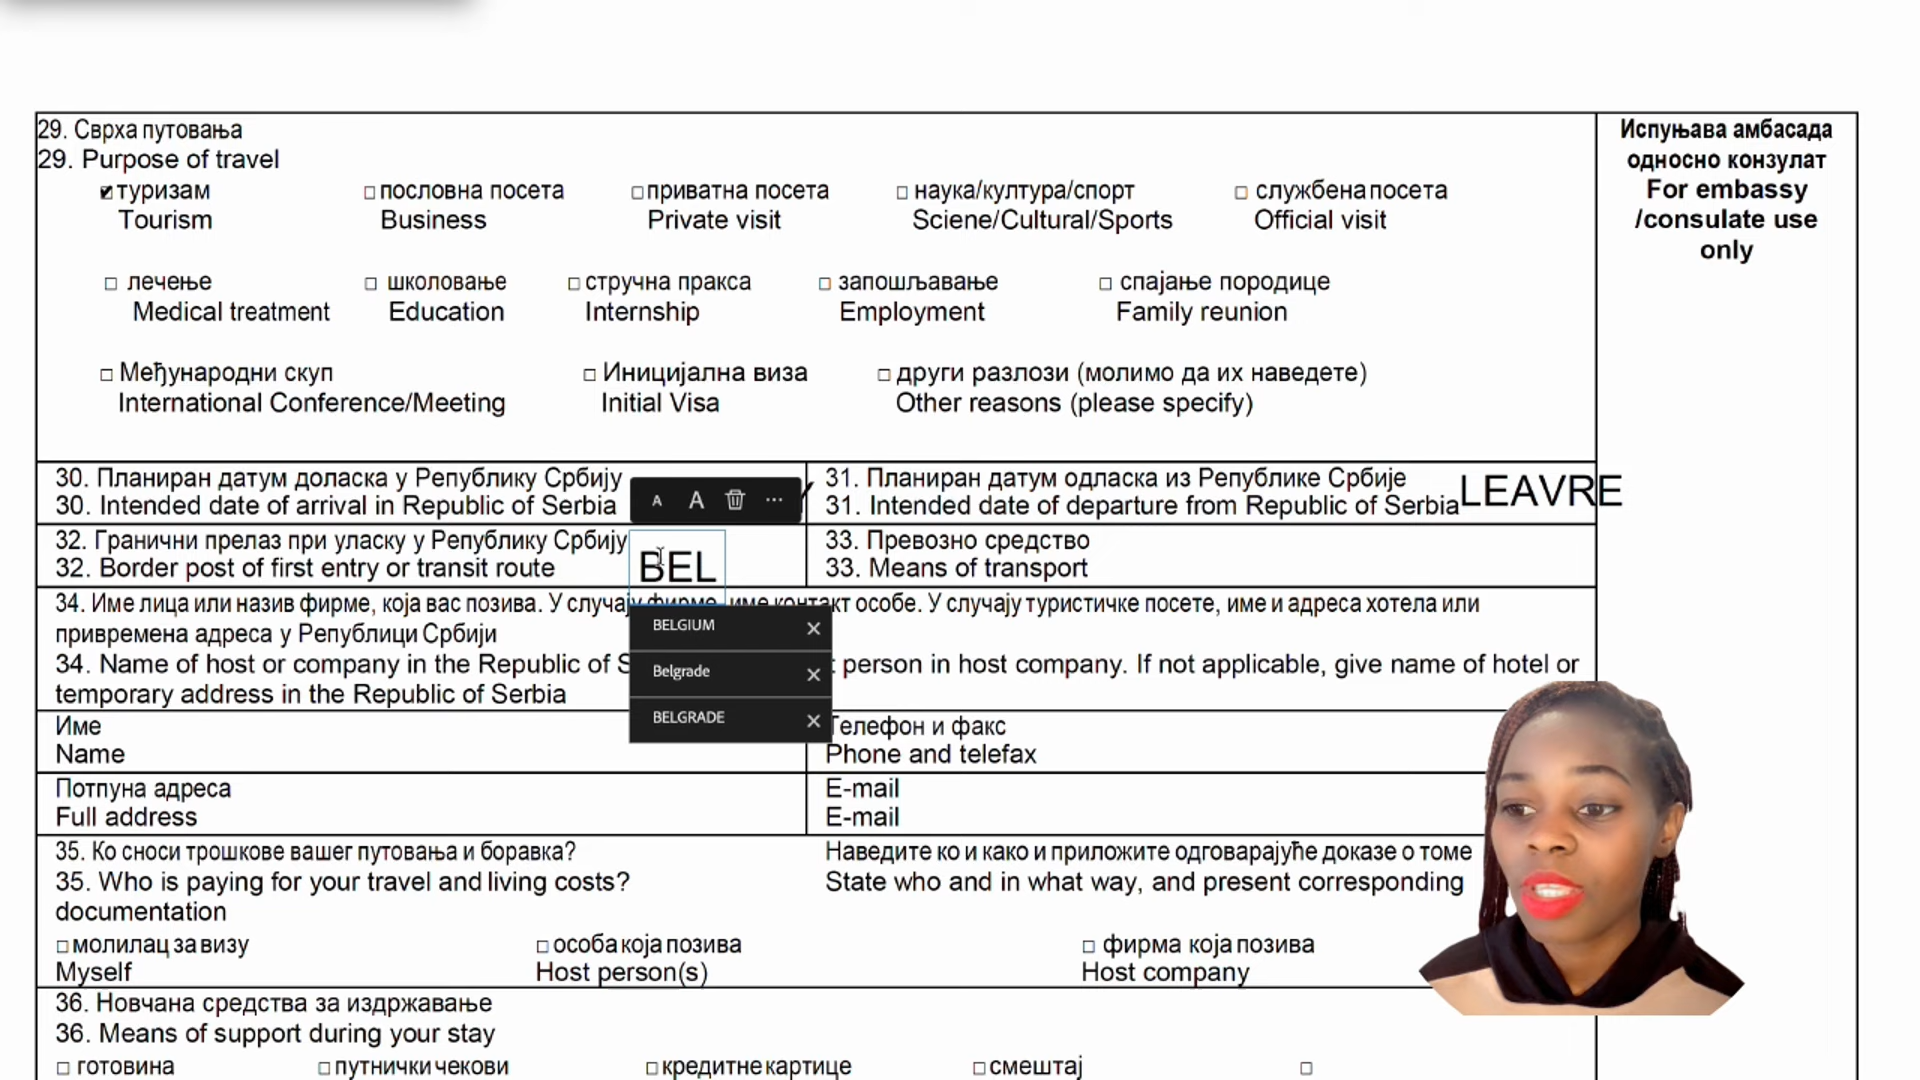 29. Сврха путовања
29. Purpose of travel
туризам пословна посета приватна посета наука/култура/спорт службена посета
Tourism Business Private visit Sciene/Cultural/Sports Official visit
лечење школовање стручна пракса запошљавање спајање породице
Medical treatment Education Internship Employment Family reunion
Међународни скуп Иницијална виза други разлози (молимо да их наведете)
International Conference/Meeting Initial Visa Other reasons (please specify)
Испуњава амбасада
односно конзулат
For embassy
/consulate use
only
30. Планиран датум доласка у Републику Србију
30. Intended date of arrival in Republic of Serbia
A A ...
31. Планиран датум одласка из Републике Србије
31. Intended date of departure from Republic of Serbia
LEAVRE
32. Гранични прелаз при уласку у Републику Србију
32. Border post of first entry or transit route
BEL
33. Превозно средство
33. Means of transport
34. Име лица или назив фирме, која вас позива. У случају фирме, име контакт особе. У случају туристичке посете, име и адреса хотела или
привремена адреса у Републици Србији
34. Name of host or company in the Republic of S person in host company. If not applicable, give name of hotel or
temporary address in the Republic of Serbia
BELGIUM
Belgrade
BELGRADE
Име Телефон и факс
Name Phone and telefax
Потпуна адреса E-mail
Full address E-mail
35. Ко сноси трошкове вашег путовања и боравка? Наведите ко и како и приложите одговарајуће доказе о томе
35. Who is paying for your travel and living costs? State who and in what way, and present corresponding
documentation
молилац за визу особа која позива фирма која позива
Myself Host person(s) Host company
36. Новчана средства за издржавање
36. Means of support during your stay
готовина путнички чекови кредитне картице смештај